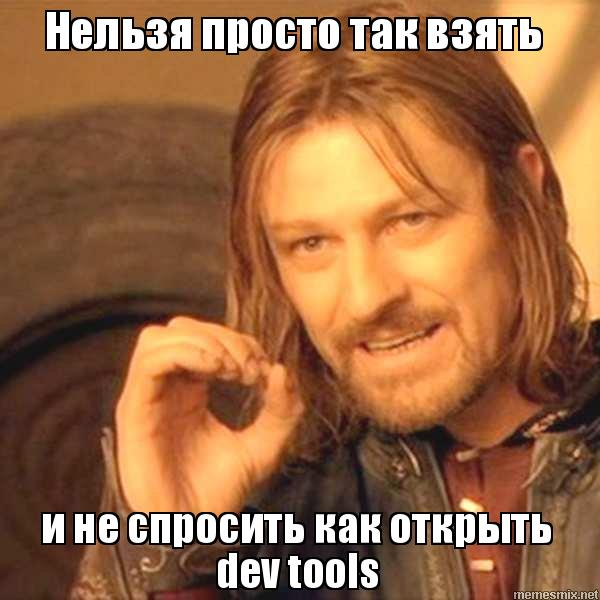 Нельзя просто так взять
и не спросить как открыть
dev tools
memesmix.net